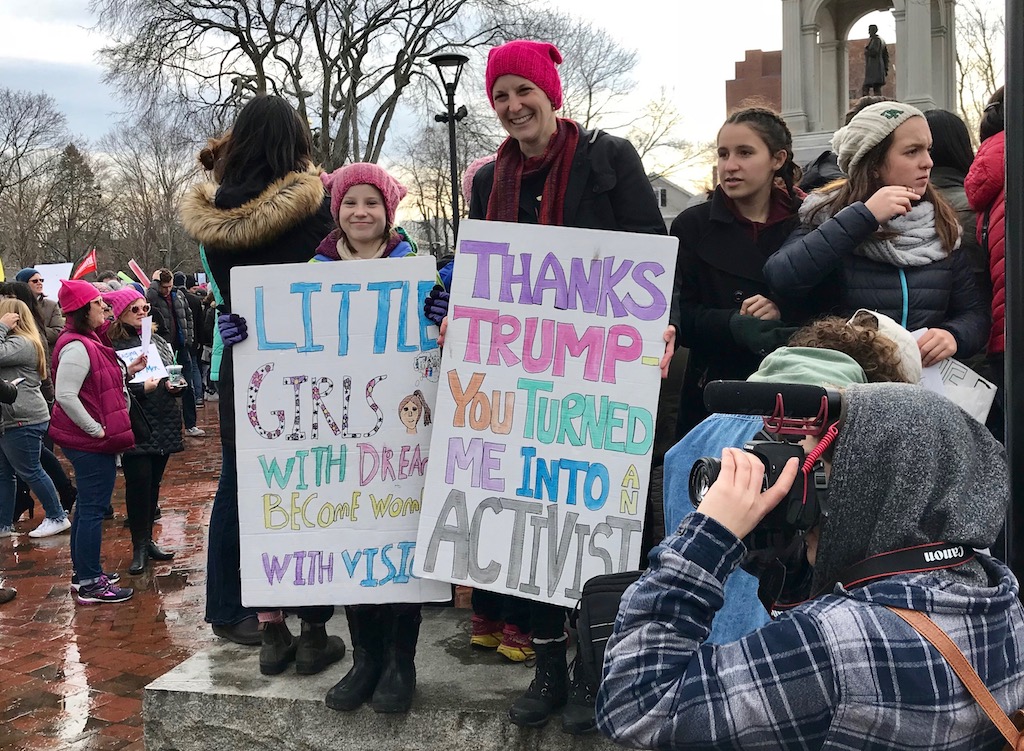 LITTLE
GIRLS
WITH DREA
BECOME WOM
WITH VISI
THANKS
TRUMP-
YOU TURNED
ME INTO AN
ACTIVIST
Canon